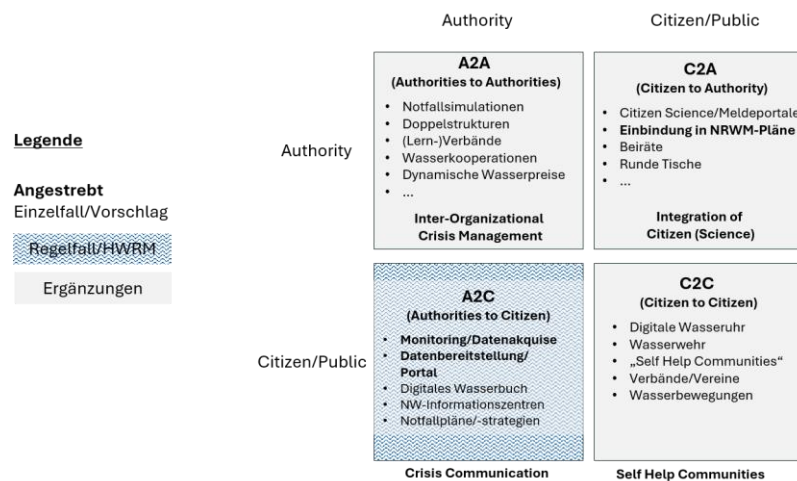 Authority
Citizen/Public
Legende
Angestrebt
Einzelfall/Vorschlag
Regelfall/HWRM
Ergänzungen
Authority
A2A
(Authorities to Authorities)
• Notfallsimulationen
• Doppelstrukturen
• (Lern-)Verbände
• Wasserkooperationen
• Dynamische Wasserpreise
• ...
Inter-Organizational
Crisis Management
C2A
(Citizen to Authority)
• Citizen Science/Meldeportale
• Einbindung in NRWM-Pläne
• Beiräte
• Runde Tische
• ...
Integration of
Citizen (Science)
Citizen/Public
A2C
(Authorities to Citizen)
• Monitoring/Datenakquise
• Datenbereitstellung/
Portal
• Digitales Wasserbuch
• NW-Informationszentren
• Notfallpläne/-strategien
Crisis Communication
C2C
(Citizen to Citizen)
• Digitale Wasseruhr
• Wasserwehr
• „Self Help Communities“
• Verbände/Vereine
• Wasserbewegungen
Self Help Communities